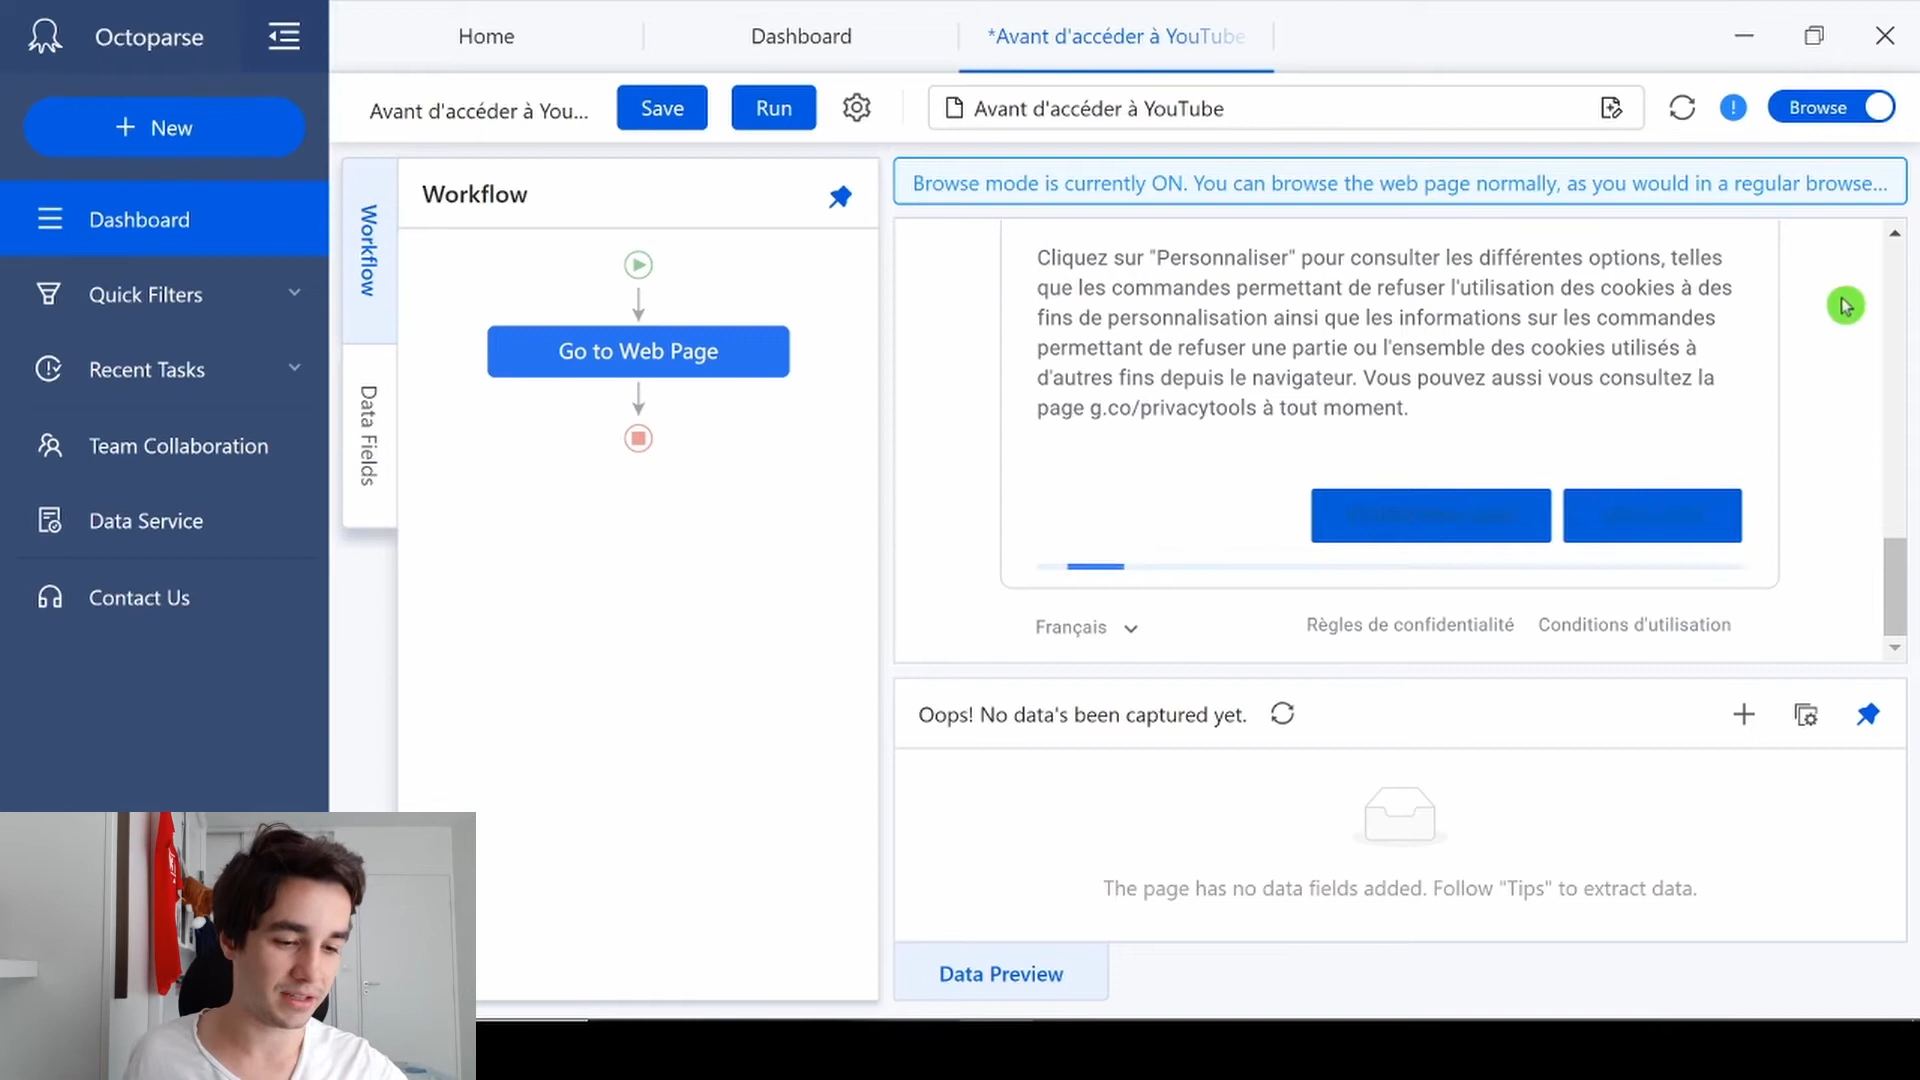 Octoparse
Home
Dashboard
*Avant d'accéder à YouTube
New
Avant d'accéder à You...
Save
Run
Avant d'accéder à YouTube
Browse
Dashboard
Quick Filters
Recent Tasks
Team Collaboration
Data Service
Contact Us
Workflow
Data Fields
Workflow
Go to Web Page
Browse mode is currently ON. You can browse the web page normally, as you would in a regular browse...
Cliquez sur "Personnaliser" pour consulter les différentes options, telles
que les commandes permettant de refuser l'utilisation des cookies à des
fins de personnalisation ainsi que les informations sur les commandes
permettant de refuser une partie ou l'ensemble des cookies utilisés à
d'autres fins depuis le navigateur. Vous pouvez aussi vous consultez la
page g.co/privacytools à tout moment.
Français
Règles de confidentialité
Conditions d'utilisation
Oops! No data's been captured yet.
The page has no data fields added. Follow "Tips" to extract data.
Data Preview